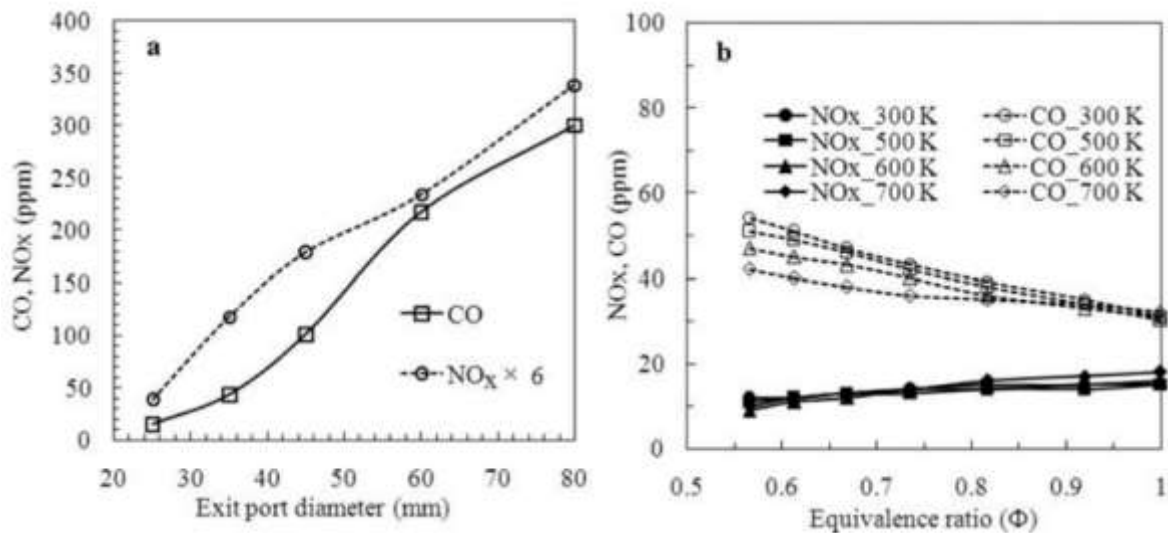 a
400
350
300
250
200
150
100
50
0
CO, NOx (ppm)
CO
NOx × 6
20 30 40 50 60 70 80
Exit port diameter (mm)
b
100
80
60
40
20
0
NOx, CO (ppm)
NOx_300 K CO_300 K
NOx_500 K CO_500 K
NOx_600 K CO_600 K
NOx_700 K CO_700 K
0.5 0.6 0.7 0.8 0.9 1
Equivalence ratio (Φ)